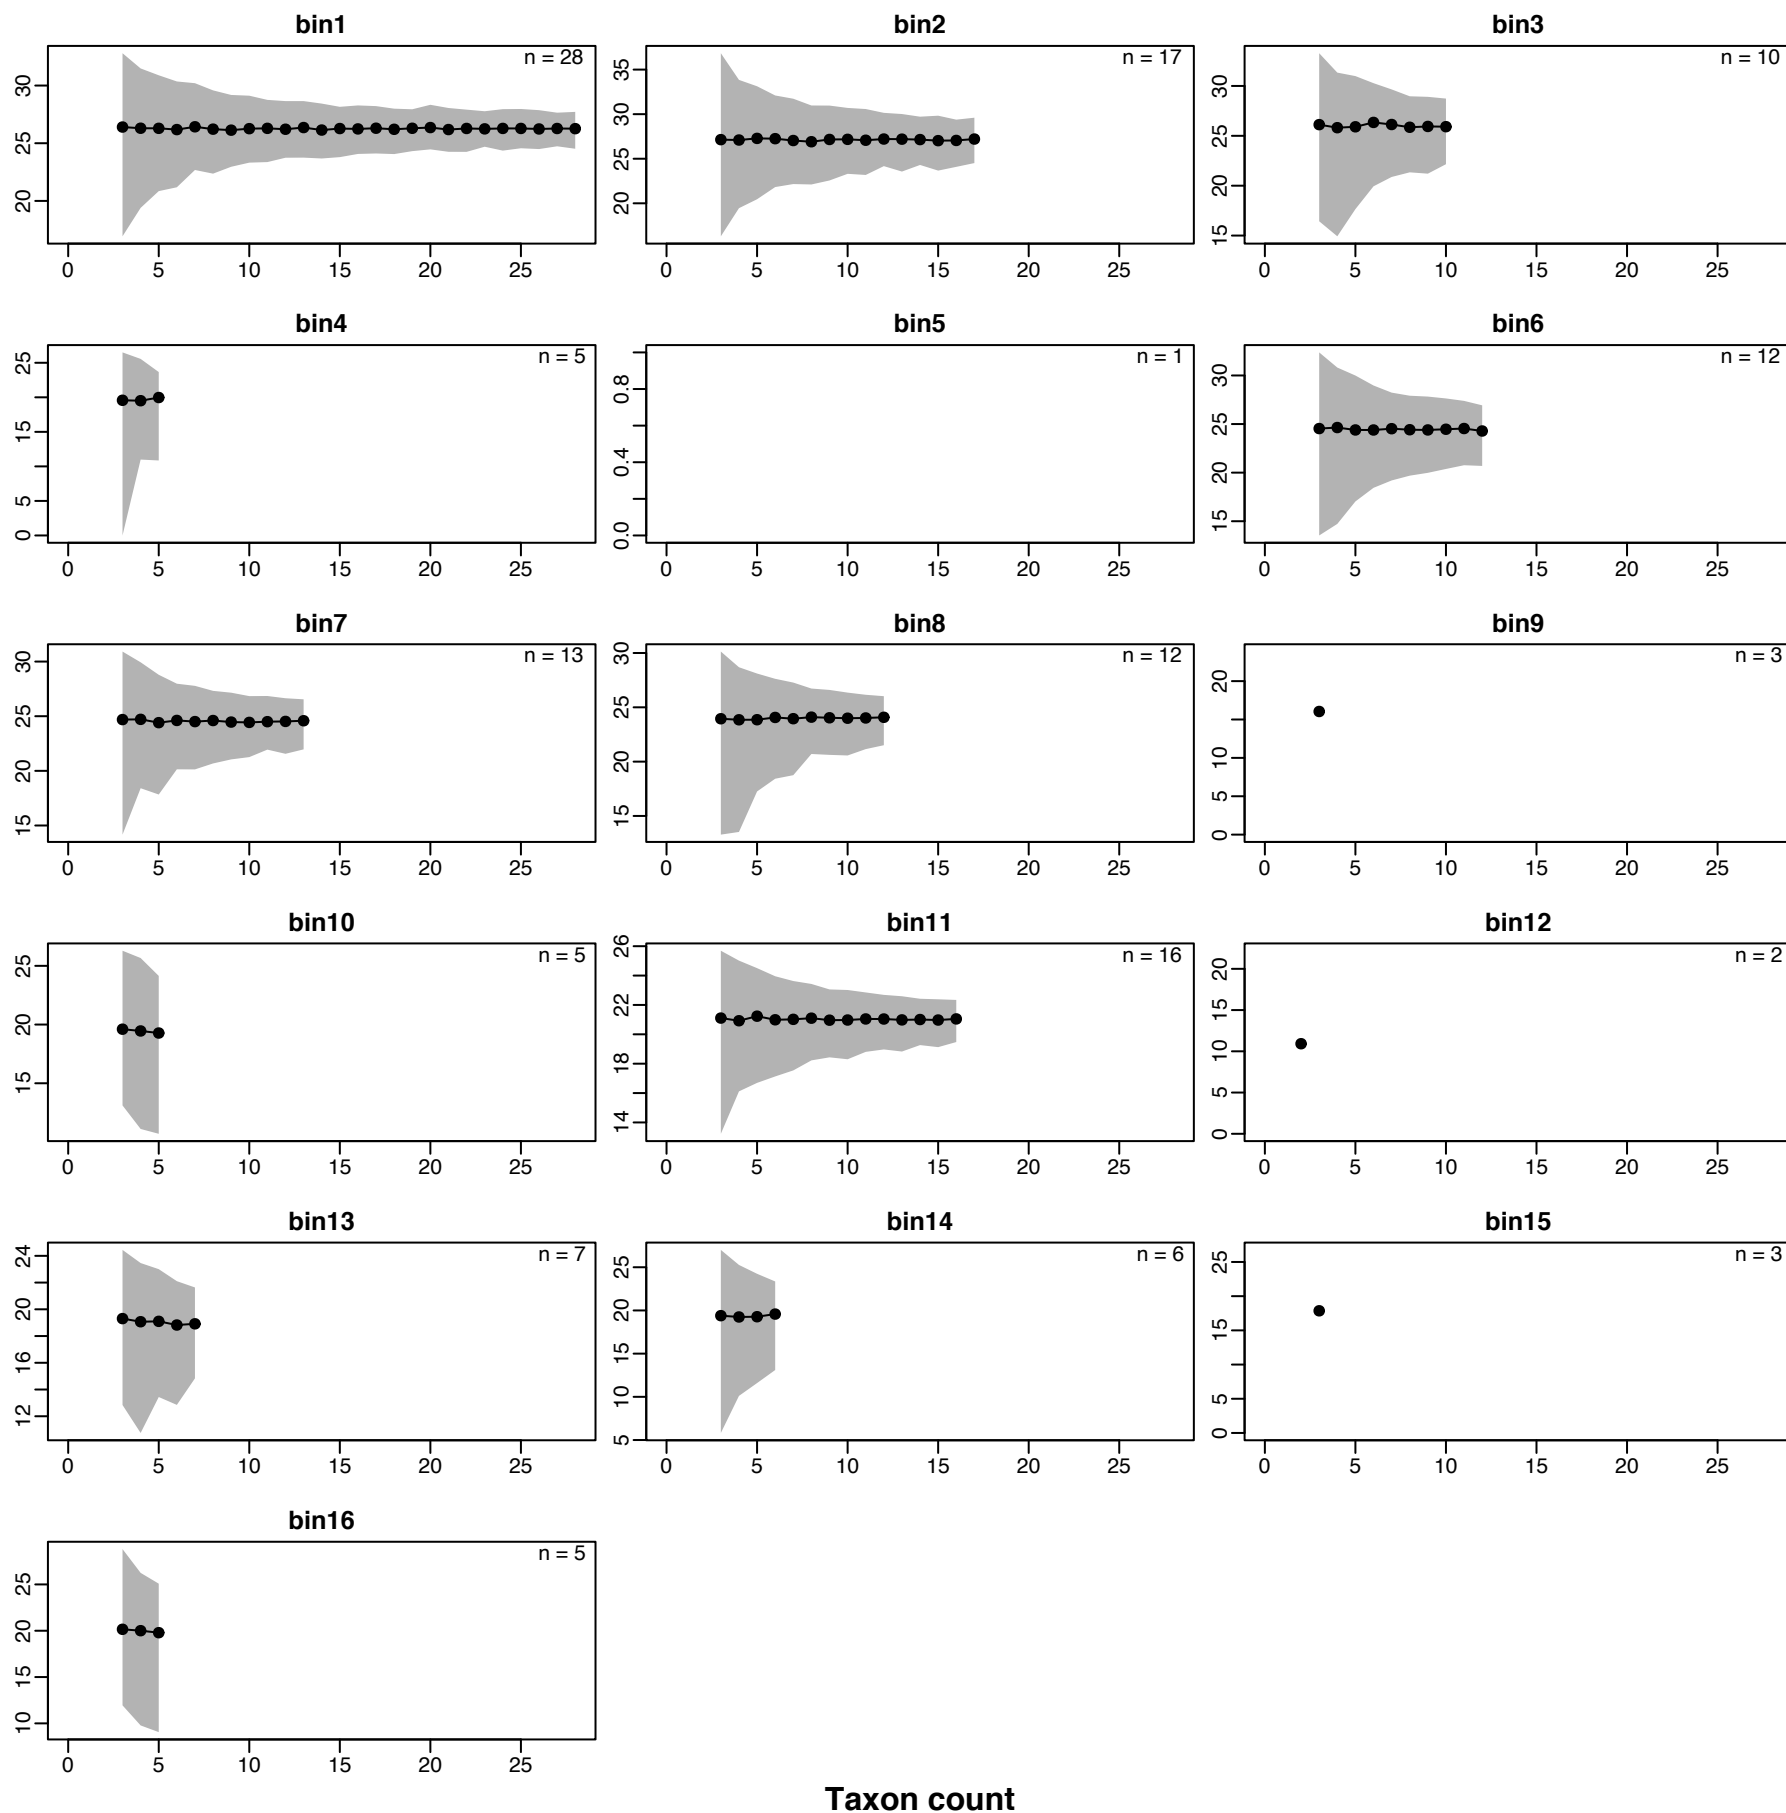 bin1 bin2 bin3
n = 28 n = 17 n = 10
20 25 30
20 25 30 35
15 20 25 30
0 5 10 15 20 25 0 5 10 15 20 25 0 5 10 15 20 25
bin4 bin5 bin6
n = 5 n = 1 n = 12
0 5 15 25
0.0 0.4 0.8
15 20 25 30
0 5 10 15 20 25 0 5 10 15 20 25 0 5 10 15 20 25
bin7 bin8 bin9
n = 13 n = 12 n = 3
15 20 25 30
15 20 25 30
0 5 10 20
0 5 10 15 20 25 0 5 10 15 20 25 0 5 10 15 20 25
bin10 bin11 bin12
n = 5 n = 16 n = 2
15 20 25
14 18 22 26
0 5 10 15 20
0 5 10 15 20 25 0 5 10 15 20 25 0 5 10 15 20 25
bin13 bin14 bin15
n = 7 n = 6 n = 3
12 16 20 24
5 10 15 20 25
0 5 15 25
0 5 10 15 20 25 0 5 10 15 20 25 0 5 10 15 20 25
bin16
n = 5
10 15 20 25
0 5 10 15 20 25
Taxon count